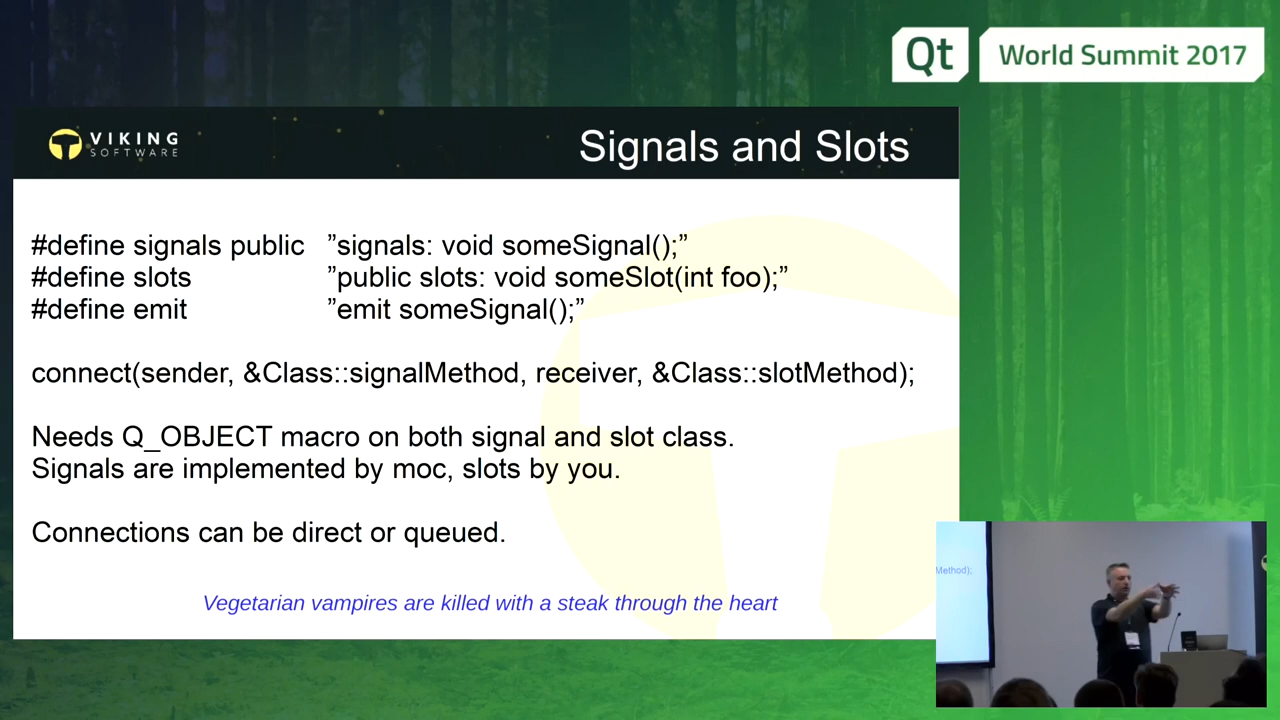 Qt World Summit 2017
VIKING
SOFTWARE
Signals and Slots
#define signals public ”signals: void someSignal();”
#define slots ”public slots: void someSlot(int foo);”
#define emit ”emit someSignal();”
connect(sender, &Class::signalMethod, receiver, &Class::slotMethod);
Needs Q_OBJECT macro on both signal and slot class.
Signals are implemented by moc, slots by you.
Connections can be direct or queued.
Vegetarian vampires are killed with a steak through the heart
Method);